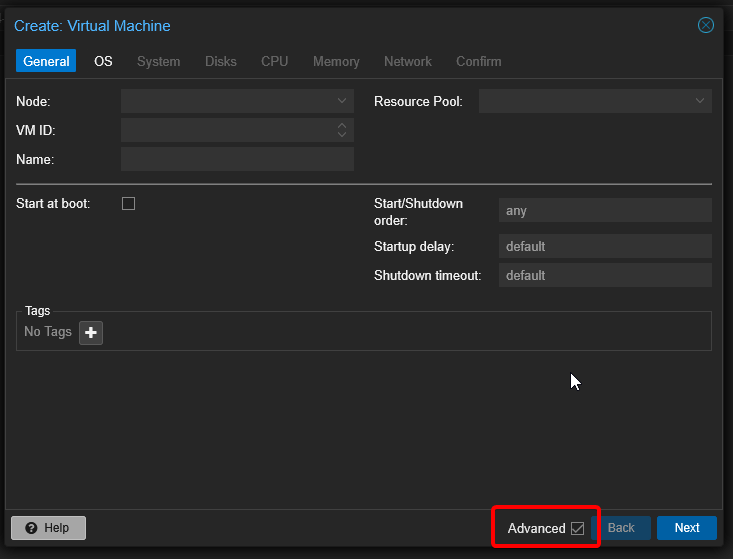 Create: Virtual Machine
General OS System Disks CPU Memory Network Confirm
Node: Resource Pool:
VM ID:
Name:
Start at boot: Start/Shutdown
order: any
Startup delay: default
Shutdown timeout: default
Tags
No Tags
Help Advanced Back Next